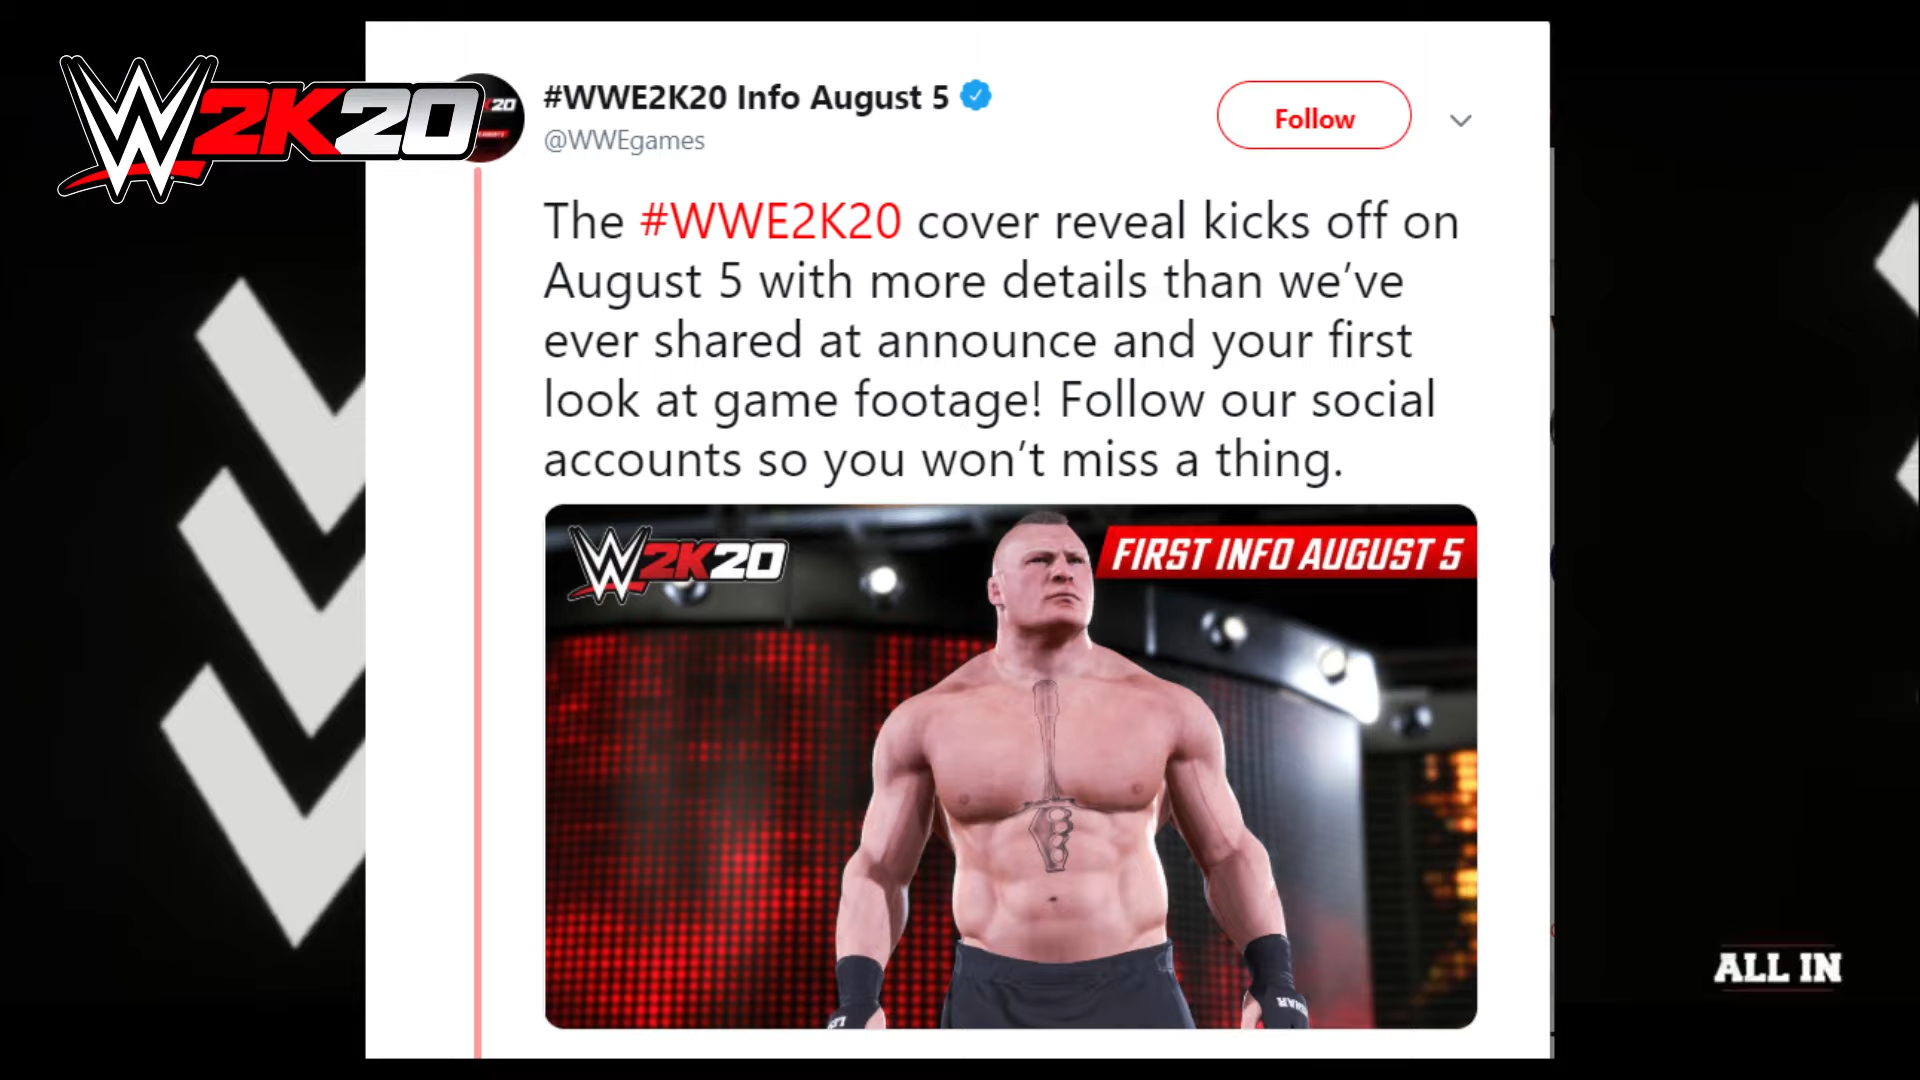 W2K20
20
#WWE2K20 Info August 5
@WWEgames
Follow
The #WWE2K20 cover reveal kicks off on
August 5 with more details than we’ve
ever shared at announce and your first
look at game footage! Follow our social
accounts so you won’t miss a thing.
W2K20
FIRST INFO AUGUST 5
ALL IN